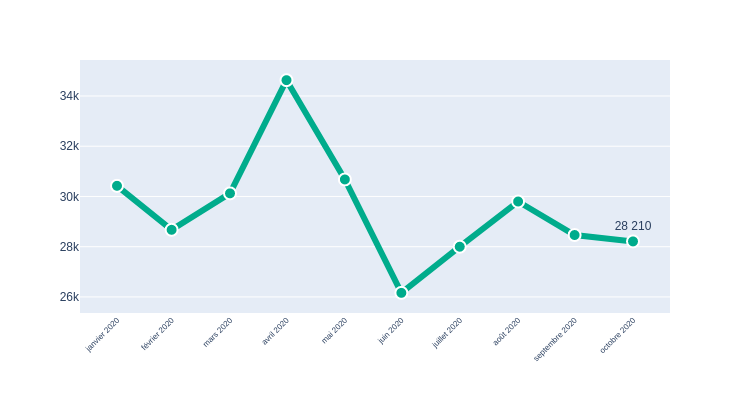 34k
32k
30k
28k
26k
28 210
janvier 2020
février 2020
mars 2020
avril 2020
mai 2020
juin 2020
juillet 2020
août 2020
septembre 2020
octobre 2020